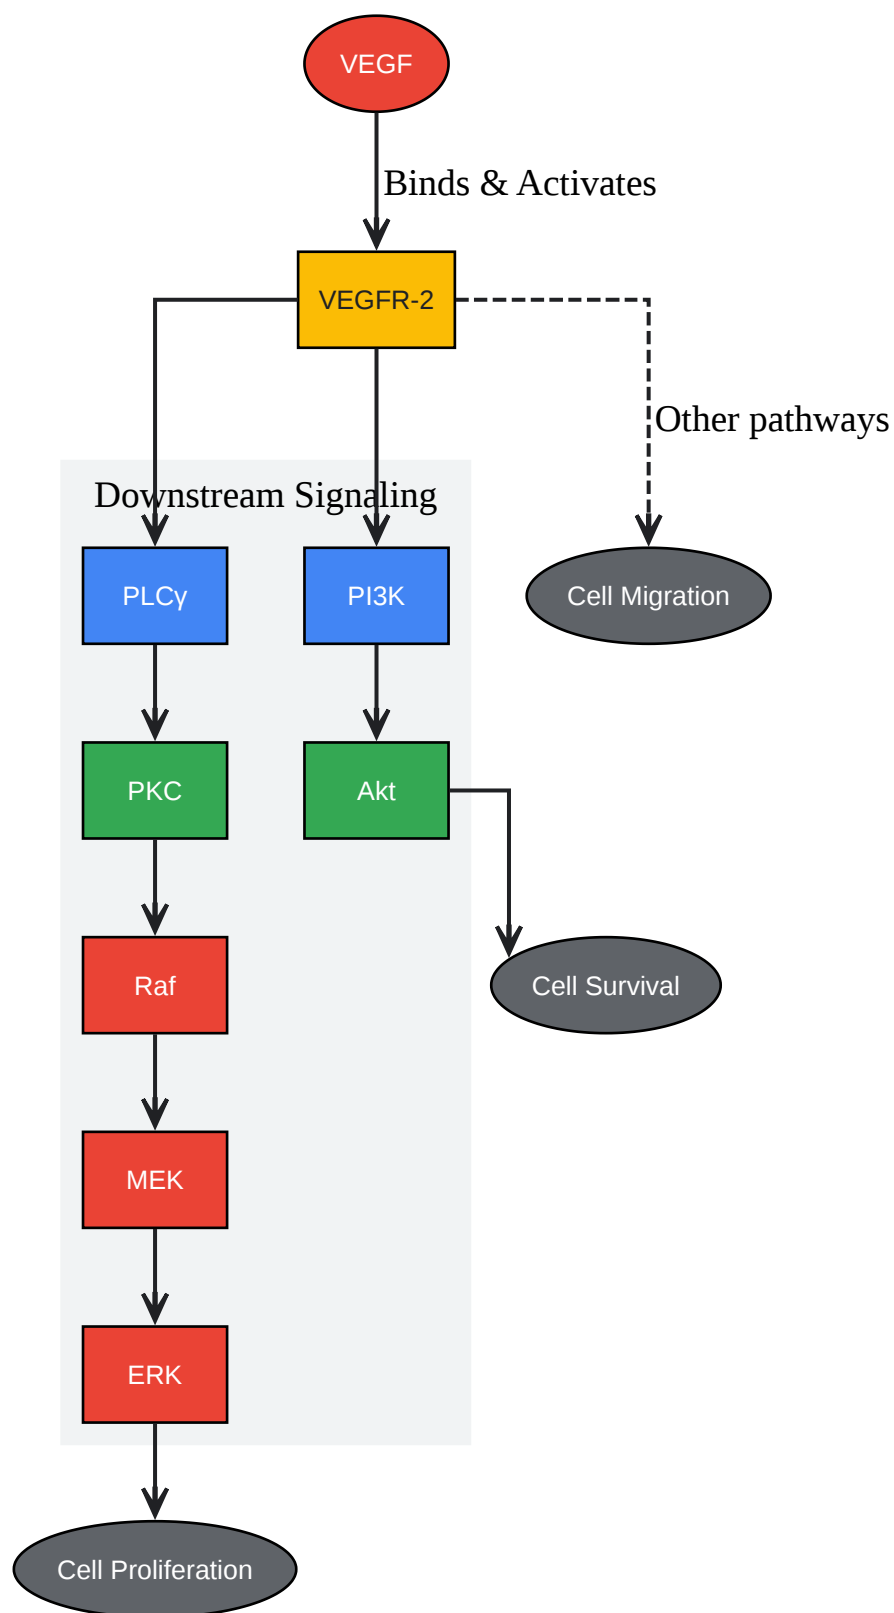 VEGF
Binds & Activates
VEGFR-2
Other pathways
Downstream Signaling
PLCγ
PI3K
Cell Migration
PKC
Akt
Raf
Cell Survival
MEK
ERK
Cell Proliferation